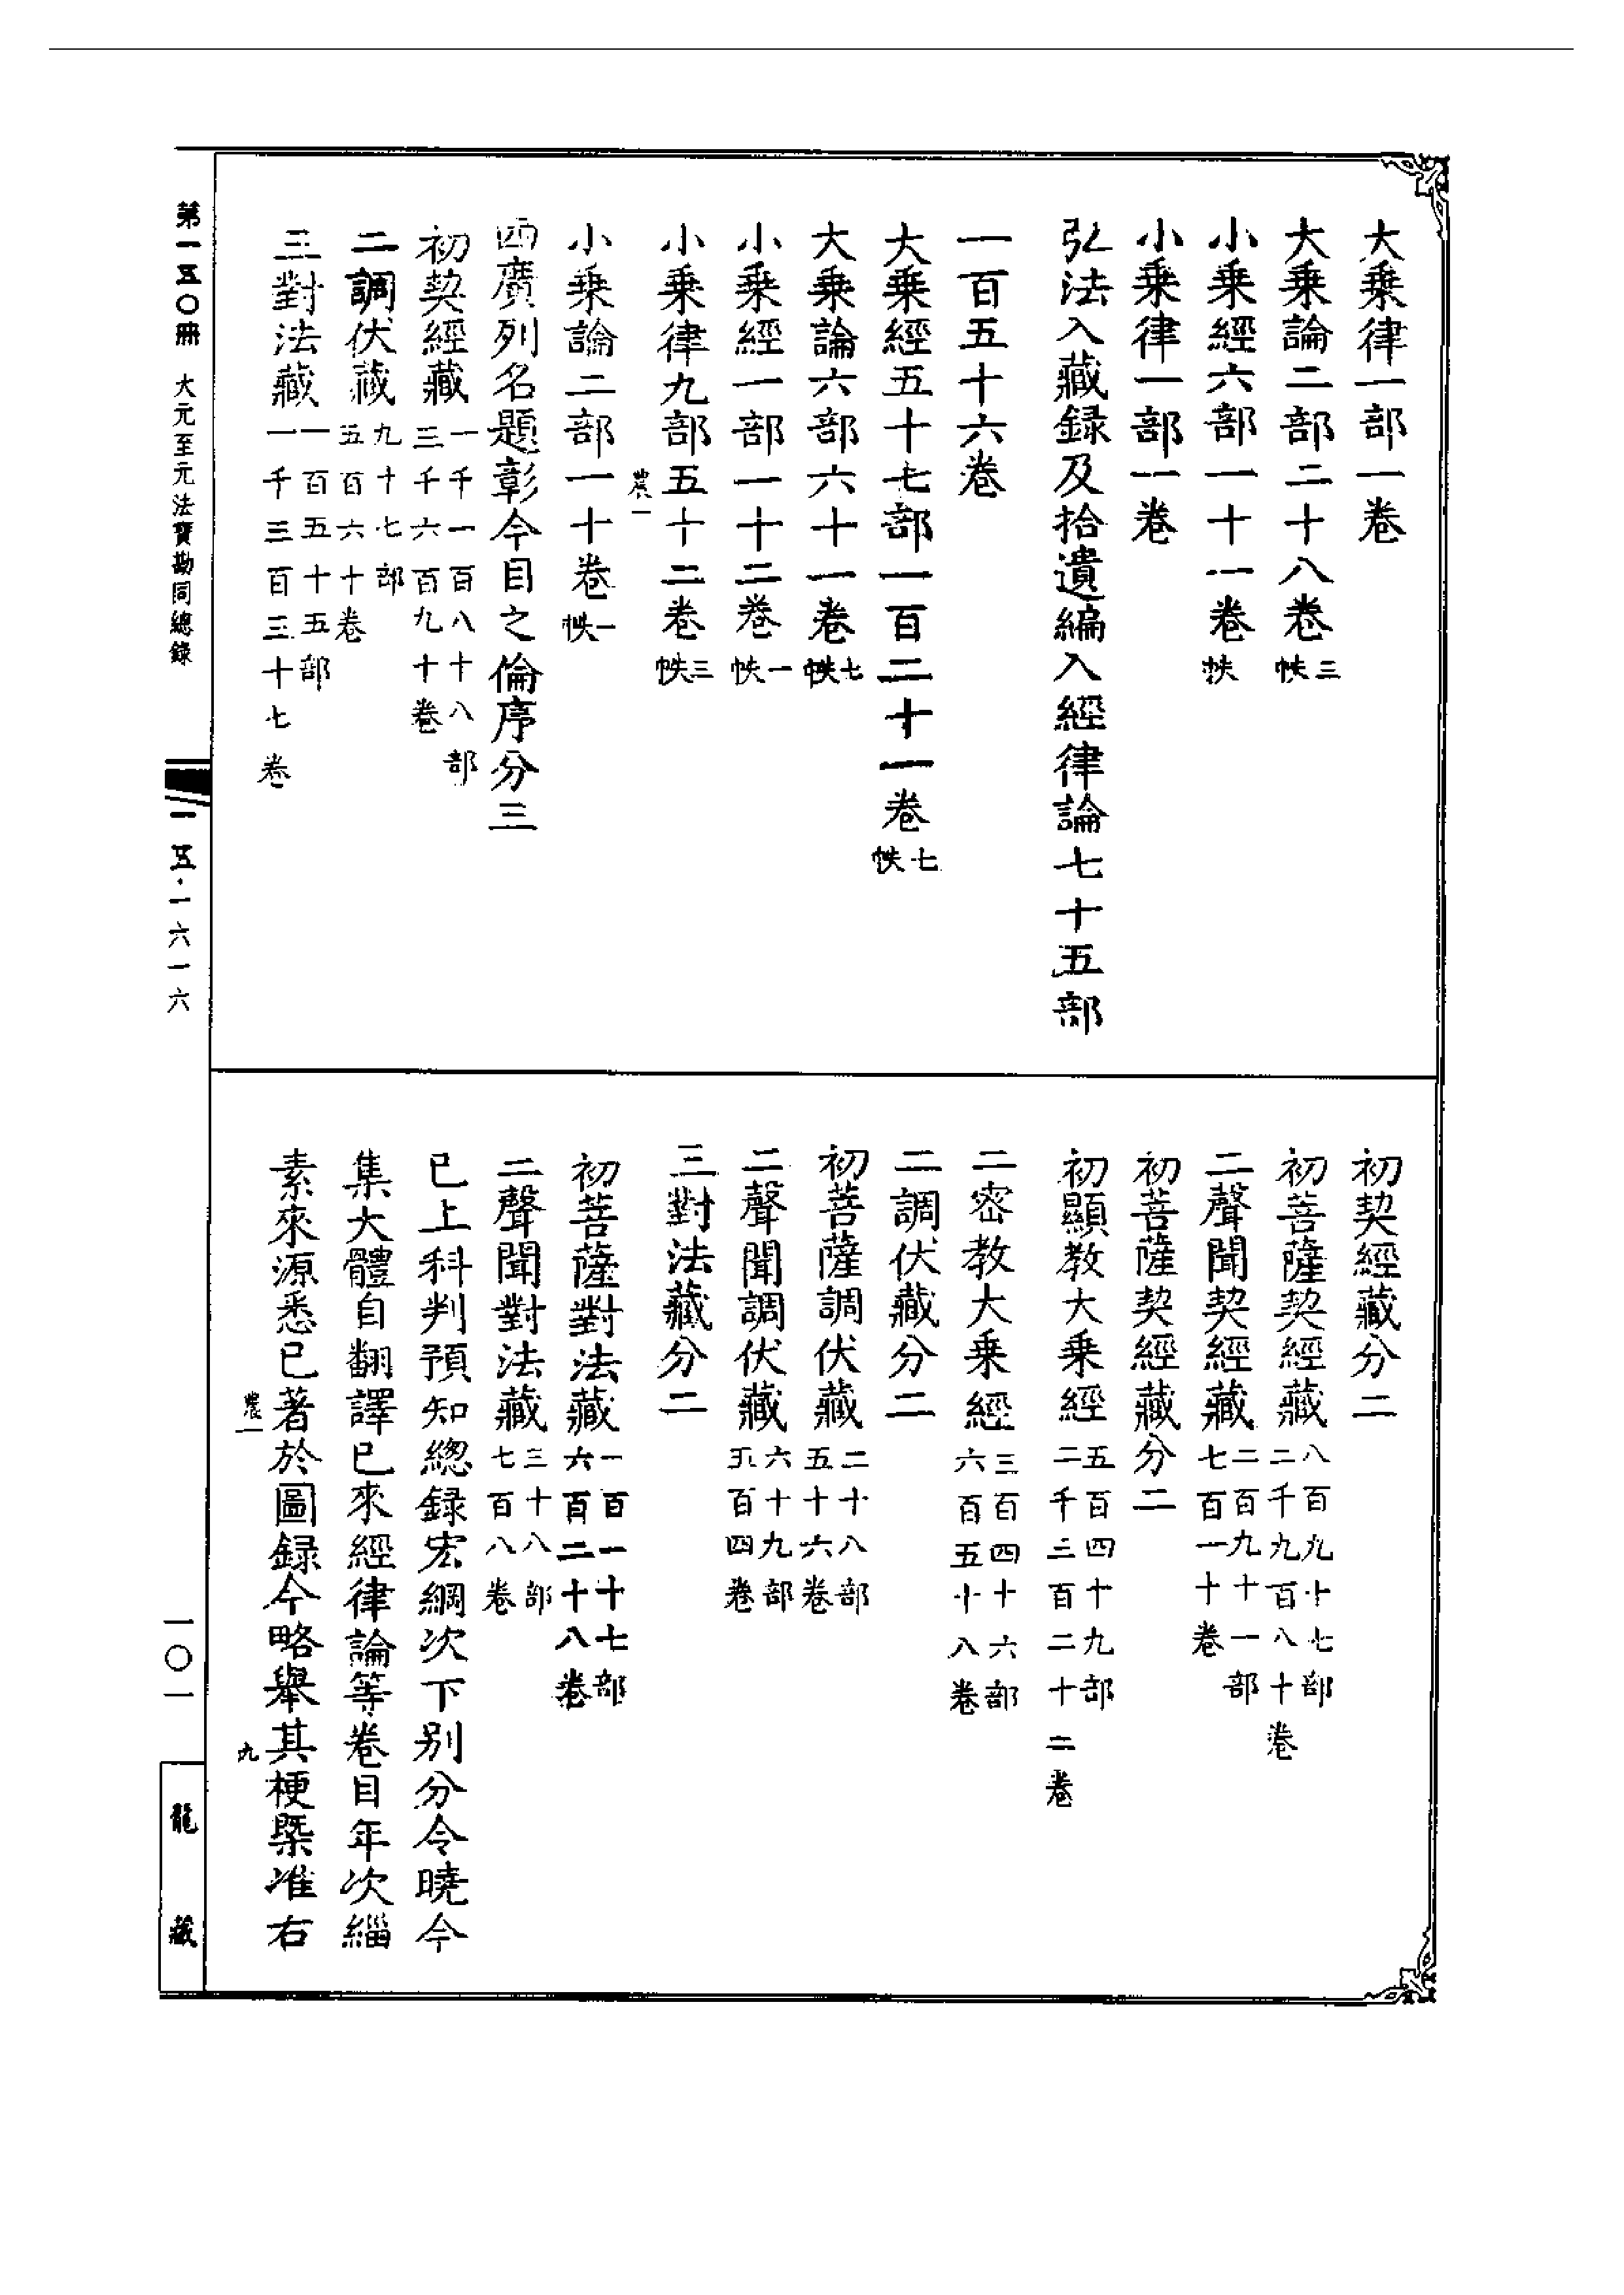 大乗律一部一卷
大乗論二部二十八卷三帙
小乗經六部一十一卷帙
小乗律一部一卷
弘法入藏録及拾遺編入經律論七十五部
一百五十六卷
大乗經五十七部一百二十一卷七帙
大乗論六部六十一卷七帙
小乗經一部一十二卷一帙
小乗律九部五十二卷三帙
農一
小乗論二部一十卷一帙
四廣列名題彰今目之倫序分三
初契經藏一千一百八十八部三千六百九十卷
二調伏藏九十七部五百六十卷
三對法藏一百五十五部一千三百三十七卷
初契經藏分二
初菩薩契經藏八百九十七部二千九百八十卷
二聲聞契經藏二百九十一部七百一十卷
初菩薩契經藏分二
初顯教大乗經五百四十九部二千三百二十二卷
二密教大乗經三百四十六部六百五十八卷
二調伏藏分二
初菩薩調伏藏二十八部五十六卷
二聲聞調伏藏六十九部五百四卷
三對法藏分二
初菩薩對法藏一百一十七部六百二十八卷
二聲聞對法藏三十八部七百八卷
已上科判預知總録宏綱次下别分令曉今
集大體自翻譯已來經律論等卷目年次緇
素來源悉已著於圖録今略舉其梗槩准右
農一
九
第一五〇冊 大元至元法寶勘同總錄
一五·一六一六
一〇一
龍藏